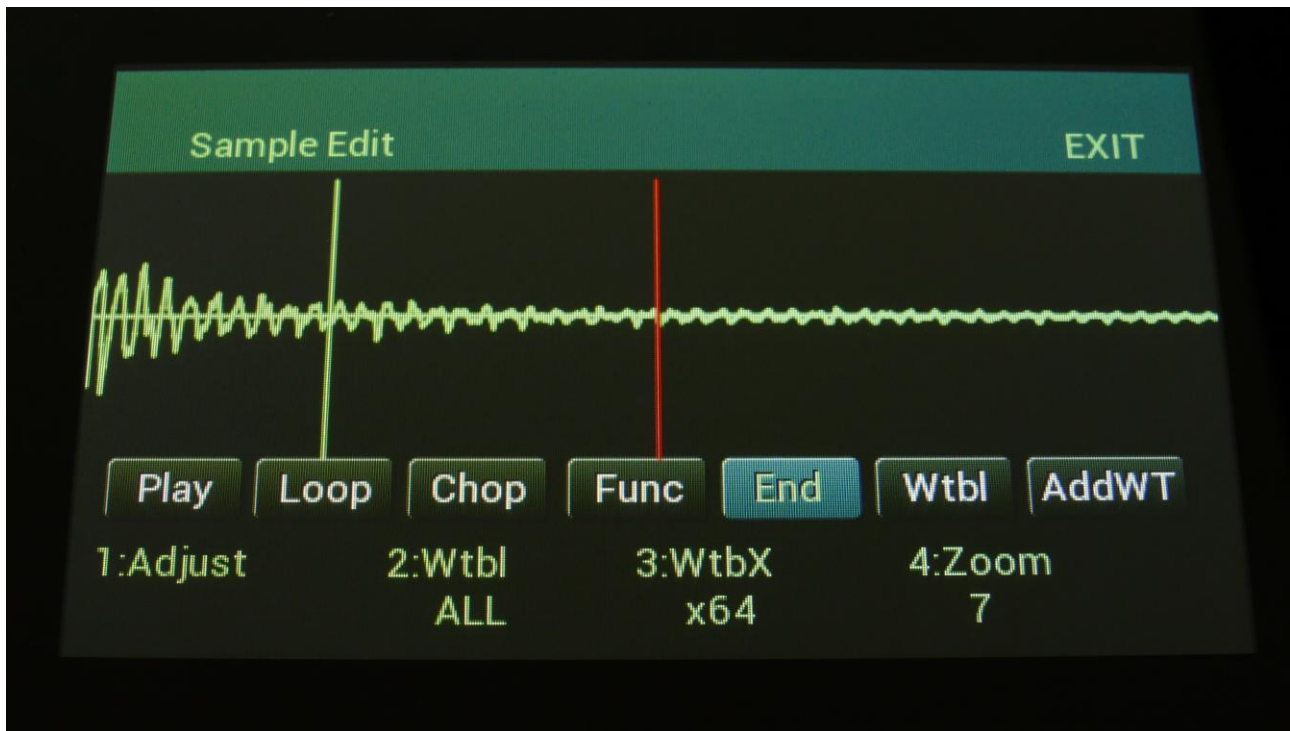 Sample Edit EXIT
Play Loop Chop Func End Wtbl AddWT
1:Adjust 2:Wtbl 3:WtbX 4:Zoom
ALL x64 7